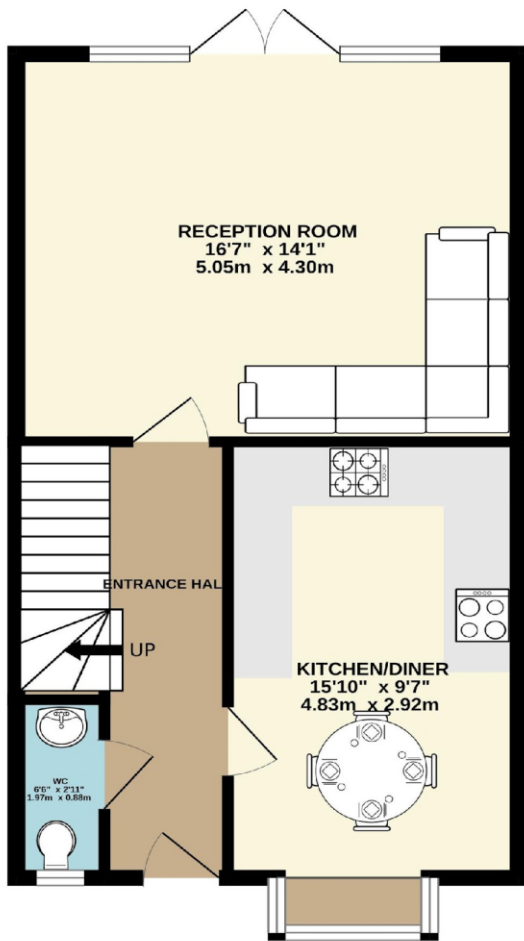 RECEPTION ROOM
16'7" x 14'1"
5.05m x 4.30m
ENTRANCE HAL
UP
KITCHEN/DINER
15'10" x 9'7"
4.83m x 2.92m
WC
6'6" x 2'11"
1.97m x 0.88m